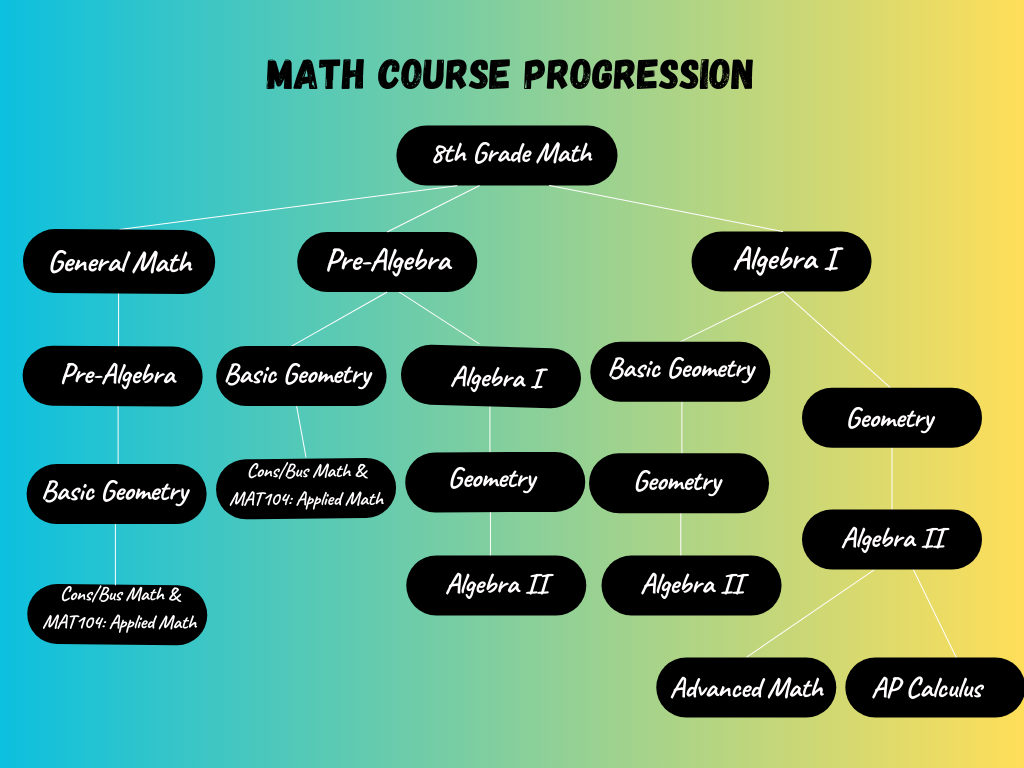 MATH COURSE PROGRESSION
8th Grade Math
General Math
Pre-Algebra
Algebra I
Pre-Algebra
Basic Geometry
Algebra I
Basic Geometry
Geometry
Basic Geometry
Cons/Bus Math &
MAT104: Applied Math
Geometry
Geometry
Algebra II
Cons/Bus Math &
MAT104: Applied Math
Algebra II
Algebra II
Advanced Math
AP Calculus